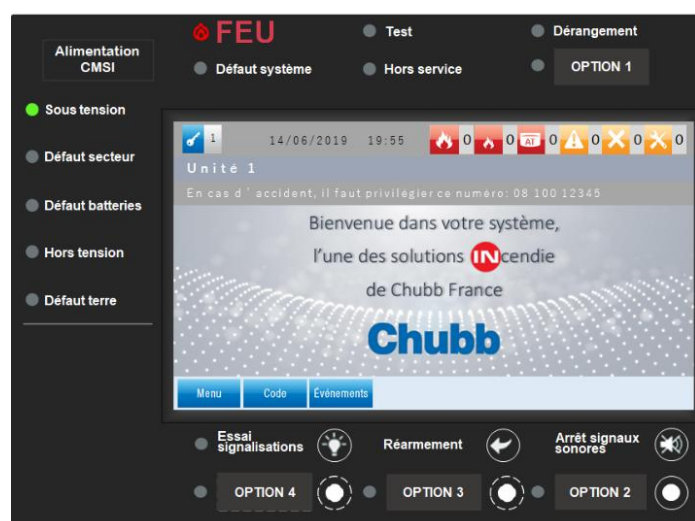 FEU
Test
Dérangement
Alimentation
CMSI
Défaut système
Hors service
OPTION 1
Sous tension
1 14/06/2019 19:55 0 0 AT 0 0 0 0
Défaut secteur
Unité 1
En cas d'accident, il faut privilégier ce numéro: 08 100 12345
Défaut batteries
Bienvenue dans votre système,
Hors tension
l'une des solutions INcendie
de Chubb France
Défaut terre
Chubb
Menu Code Événements
Essai
signalisations
Réarmement
Arrêt signaux
sonores
OPTION 4
OPTION 3
OPTION 2